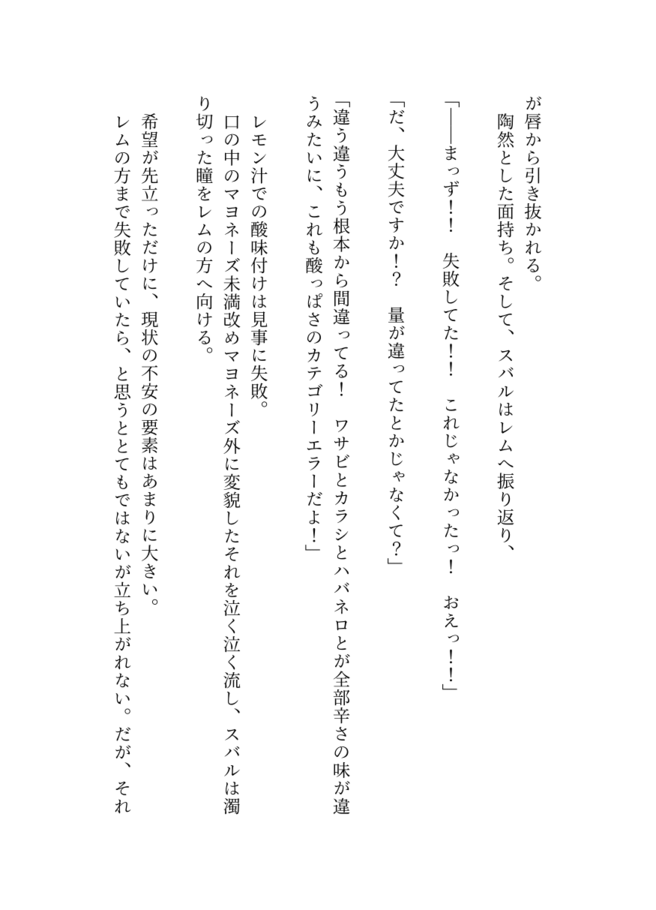 が唇から引き抜かれる。
　陶然とした面持ち。そして、スバルはレムへ振り返り、
「――まっず！！　失敗してた！！　これじゃなかったっ！　おえっ！！」
「だ、大丈夫ですか！？　量が違ってたとかじゃなくて？」
「違う違うもう根本から間違ってる！　ワサビとカラシとハバネロとが全部辛さの味が違
うみたいに、これも酸っぱさのカテゴリーエラーだよ！」
　レモン汁での酸味付けは見事に失敗。
　口の中のマヨネーズ未満改めマヨネーズ外に変貌したそれを泣く泣く流し、スバルは濁
り切った瞳をレムの方へ向ける。
　希望が先立っただけに、現状の不安の要素はあまりに大きい。
　レムの方まで失敗していたら、と思うととてもではないが立ち上がれない。だが、それ